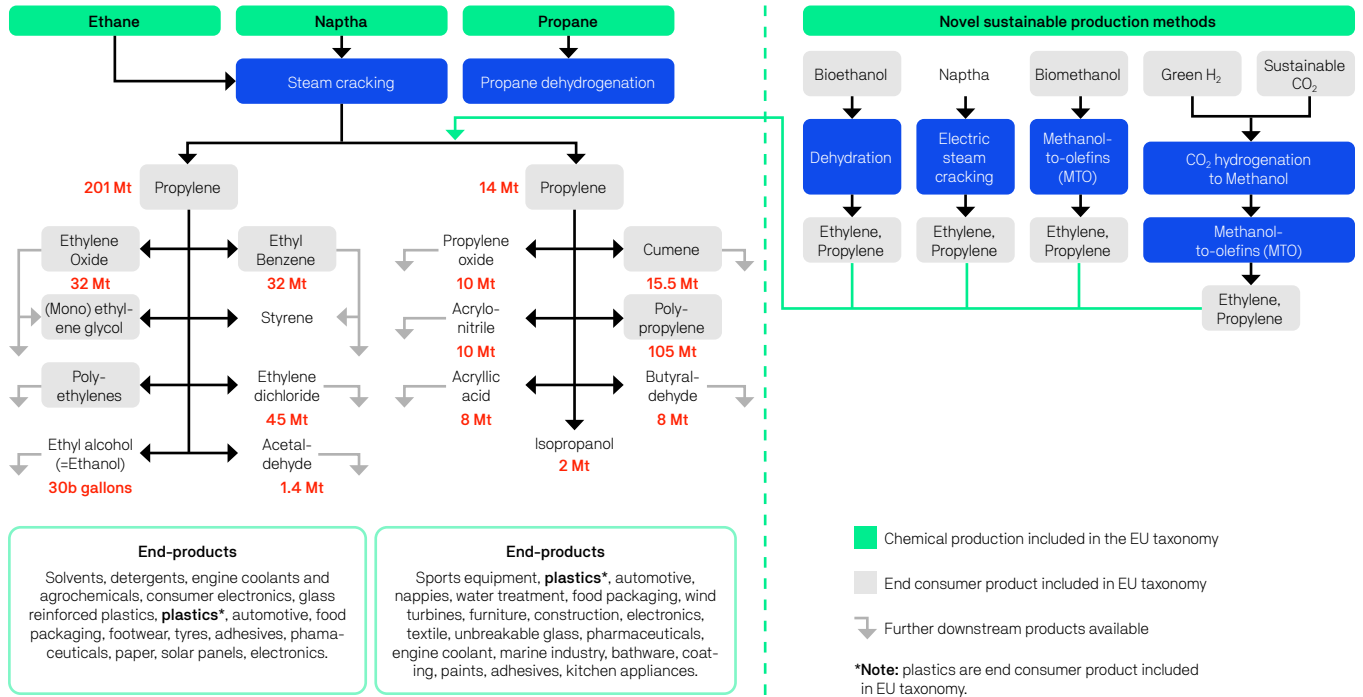 Ethane
Naptha
Propane
Steam cracking
Propane dehydrogenation
201 Mt
Propylene
14 Mt
Propylene
Ethylene
Oxide
32 Mt
Ethyl
Benzene
32 Mt
(Mono) ethyl-
ene glycol
Styrene
Poly-
ethylenes
Ethylene
dichloride
45 Mt
Ethyl alcohol
(=Ethanol)
30b gallons
Acetal-
dehyde
1.4 Mt
Propylene
oxide
10 Mt
Cumene
15.5 Mt
Acrylo-
nitrile
10 Mt
Poly-
propylene
105 Mt
Acryllic
acid
8 Mt
Butyral-
dehyde
8 Mt
Isopropanol
2 Mt
End-products
Solvents, detergents, engine coolants and
agrochemicals, consumer electronics, glass
reinforced plastics, plastics*, automotive, food
packaging, footwear, tyres, adhesives, phama-
ceuticals, paper, solar panels, electronics.
End-products
Sports equipment, plastics*, automotive,
nappies, water treatment, food packaging, wind
turbines, furniture, construction, electronics,
textile, unbreakable glass, pharmaceuticals,
engine coolant, marine industry, bathware, coat-
ing, paints, adhesives, kitchen appliances.
Novel sustainable production methods
Bioethanol
Naptha
Biomethanol
Green H₂
Sustainable
CO₂
Dehydration
Electric
steam
cracking
Methanol-
to-olefins
(MTO)
CO₂ hydrogenation
to Methanol
Ethylene,
Propylene
Ethylene,
Propylene
Ethylene,
Propylene
Methanol-
to-olefins (MTO)
Ethylene,
Propylene
Chemical production included in the EU taxonomy
End consumer product included in EU taxonomy
Further downstream products available
*Note: plastics are end consumer product included
in EU taxonomy.